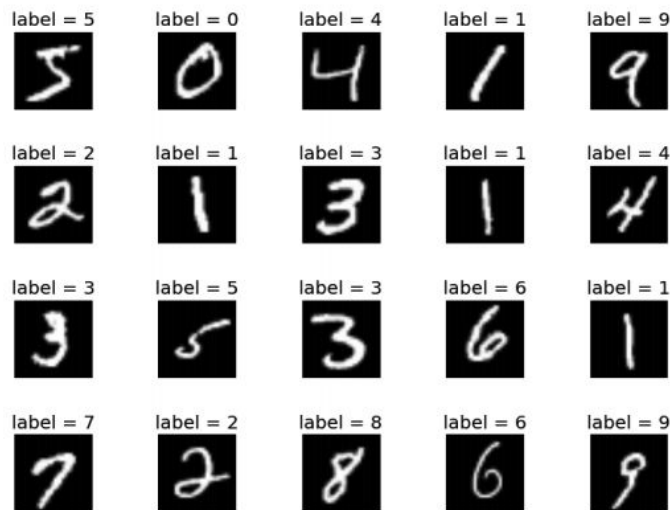 label = 5 label = 0 label = 4 label = 1 label = 9
5 0 4 1 9
label = 2 label = 1 label = 3 label = 1 label = 4
2 1 3 1 4
label = 3 label = 5 label = 3 label = 6 label = 1
3 5 3 6 1
label = 7 label = 2 label = 8 label = 6 label = 9
7 2 8 6 9